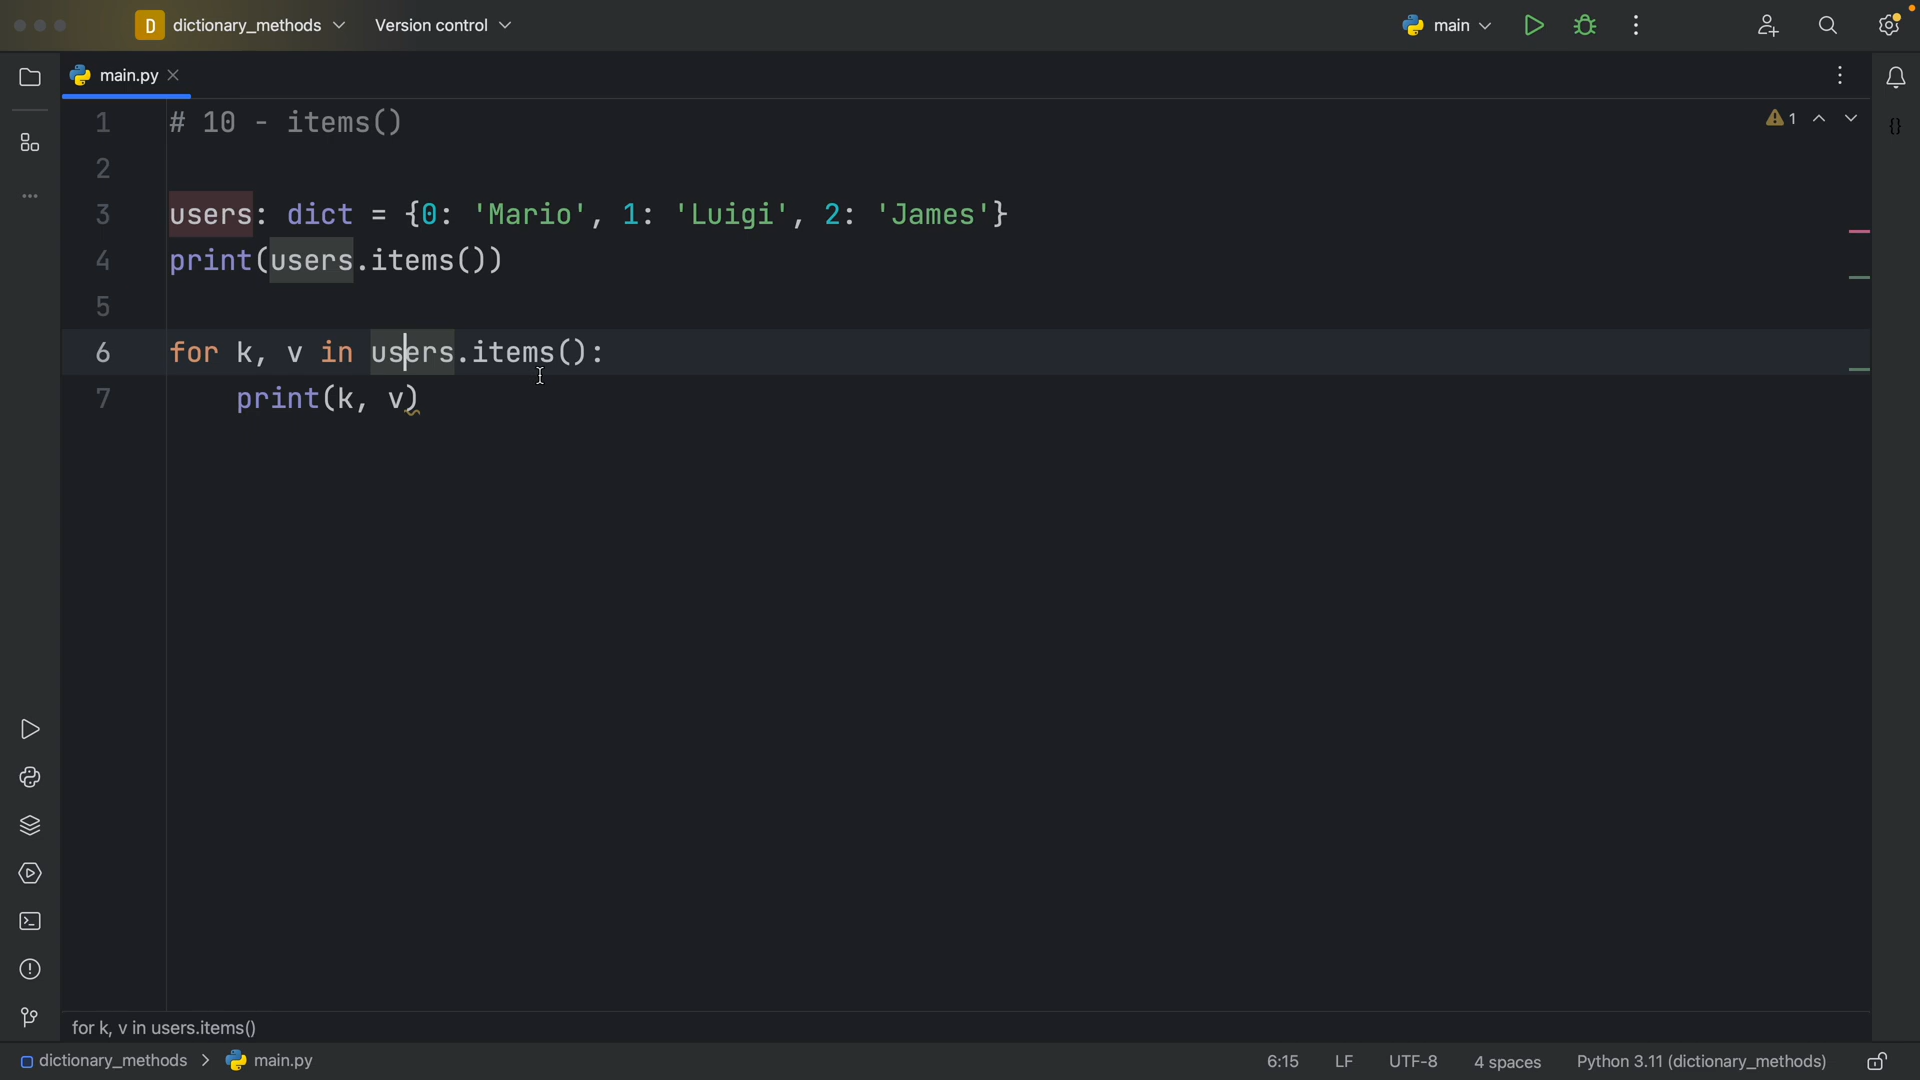 D dictionary_methods Version control main
main.py
1 # 10 - items() 1
2
3 users: dict = {0: 'Mario', 1: 'Luigi', 2: 'James'}
4 print(users.items())
5
6 for k, v in users.items():
7     print(k, v)
for k, v in users.items()
dictionary_methods > main.py 6:15 LF UTF-8 4 spaces Python 3.11 (dictionary_methods)